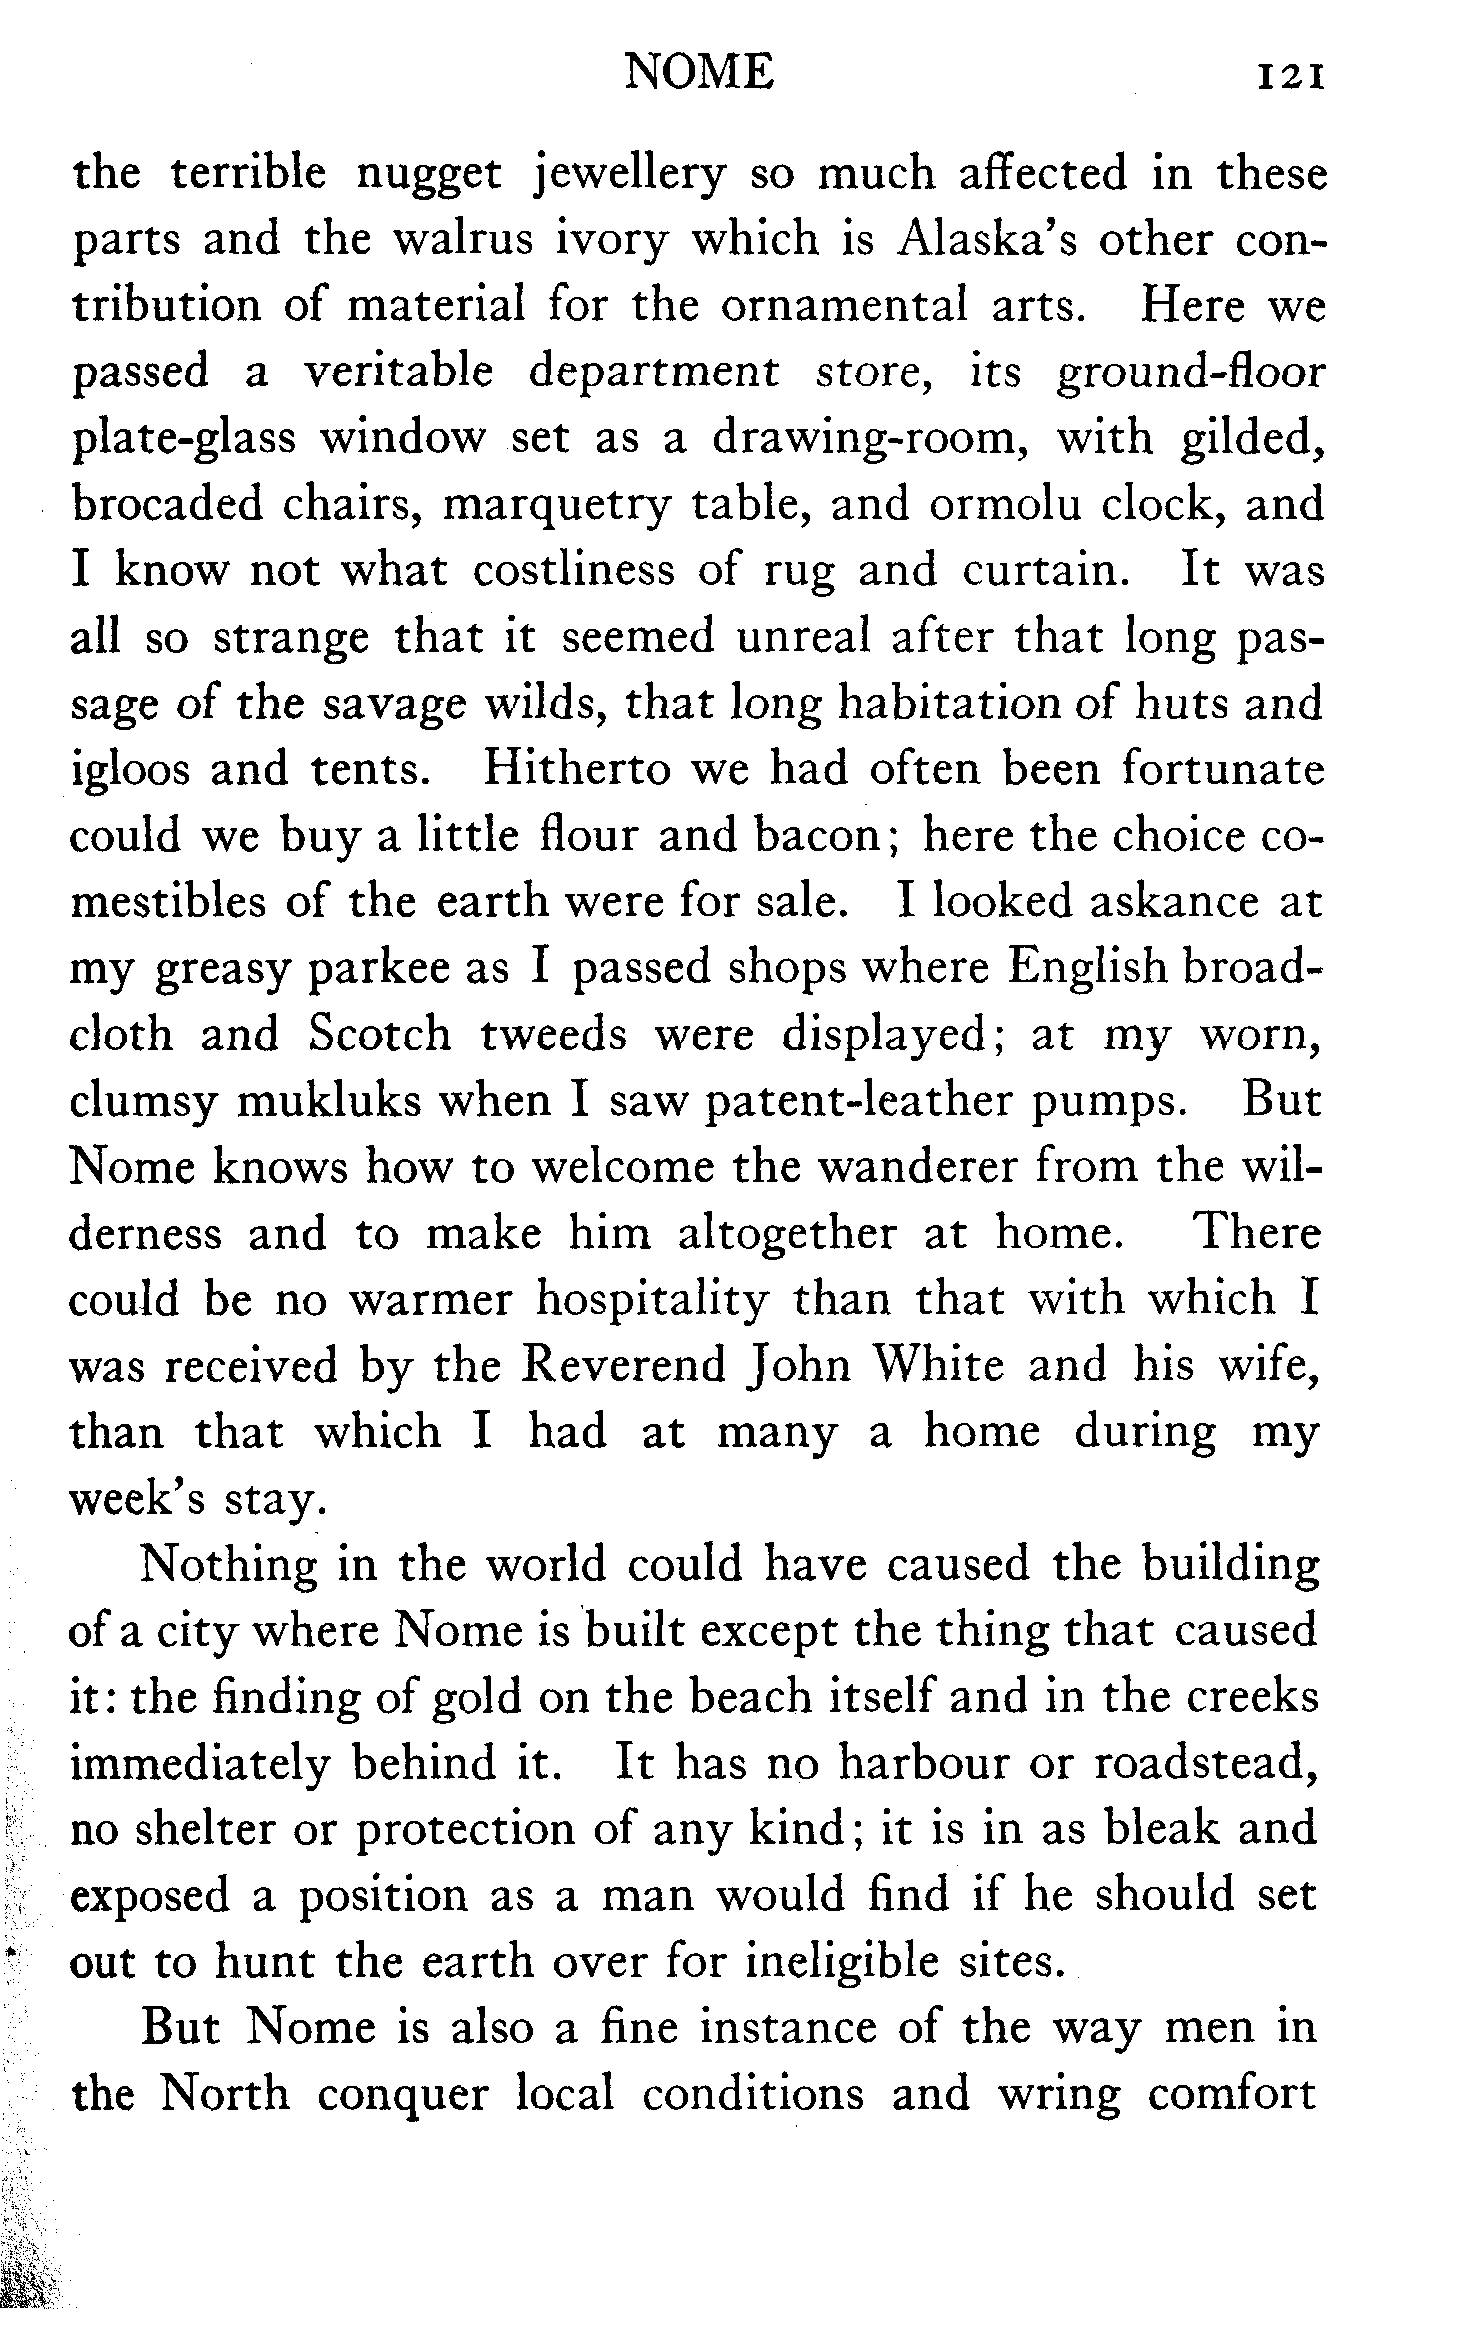 NOME 121
the terrible nugget jewellery so much affected in these
parts and the walrus ivory which is Alaska's other con-
tribution of material for the ornamental arts. Here we
passed a veritable department store, its ground-floor
plate-glass window set as a drawing-room, with gilded,
brocaded chairs, marquetry table, and ormolu clock, and
I know not what costliness of rug and curtain. It was
all so strange that it seemed unreal after that long pas-
sage of the savage wilds, that long habitation of huts and
igloos and tents. Hitherto we had often been fortunate
could we buy a little flour and bacon; here the choice co-
mestibles of the earth were for sale. I looked askance at
my greasy parkee as I passed shops where English broad-
cloth and Scotch tweeds were displayed; at my worn,
clumsy mukluks when I saw patent-leather pumps. But
Nome knows how to welcome the wanderer from the wil-
derness and to make him altogether at home. There
could be no warmer hospitality than that with which I
was received by the Reverend John White and his wife,
than that which I had at many a home during my
week's stay.
Nothing in the world could have caused the building
of a city where Nome is built except the thing that caused
it: the finding of gold on the beach itself and in the creeks
immediately behind it. It has no harbour or roadstead,
no shelter or protection of any kind; it is in as bleak and
exposed a position as a man would find if he should set
out to hunt the earth over for ineligible sites.
But Nome is also a fine instance of the way men in
the North conquer local conditions and wring comfort